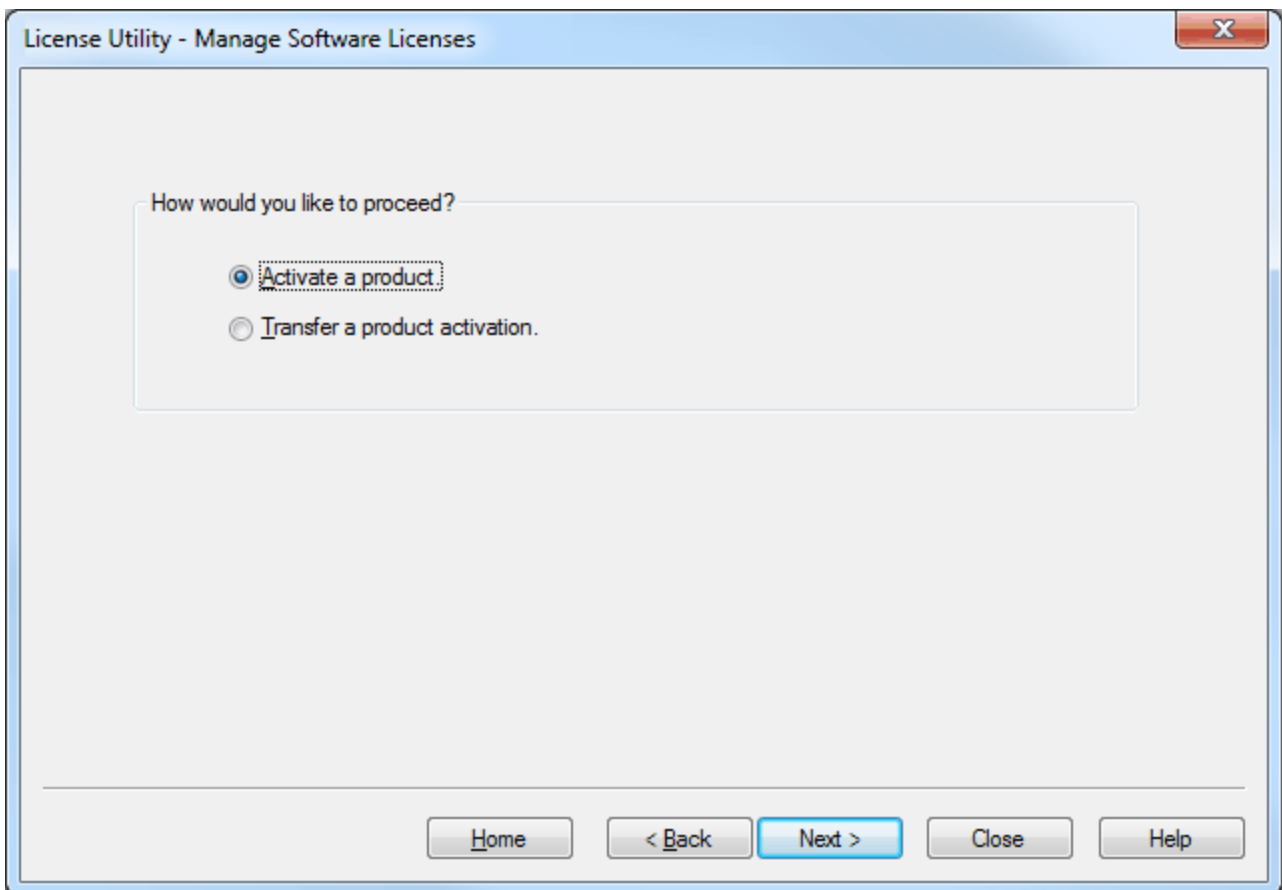 License Utility - Manage Software Licenses
How would you like to proceed?
Activate a product.
Transfer a product activation.
Home < Back Next > Close Help